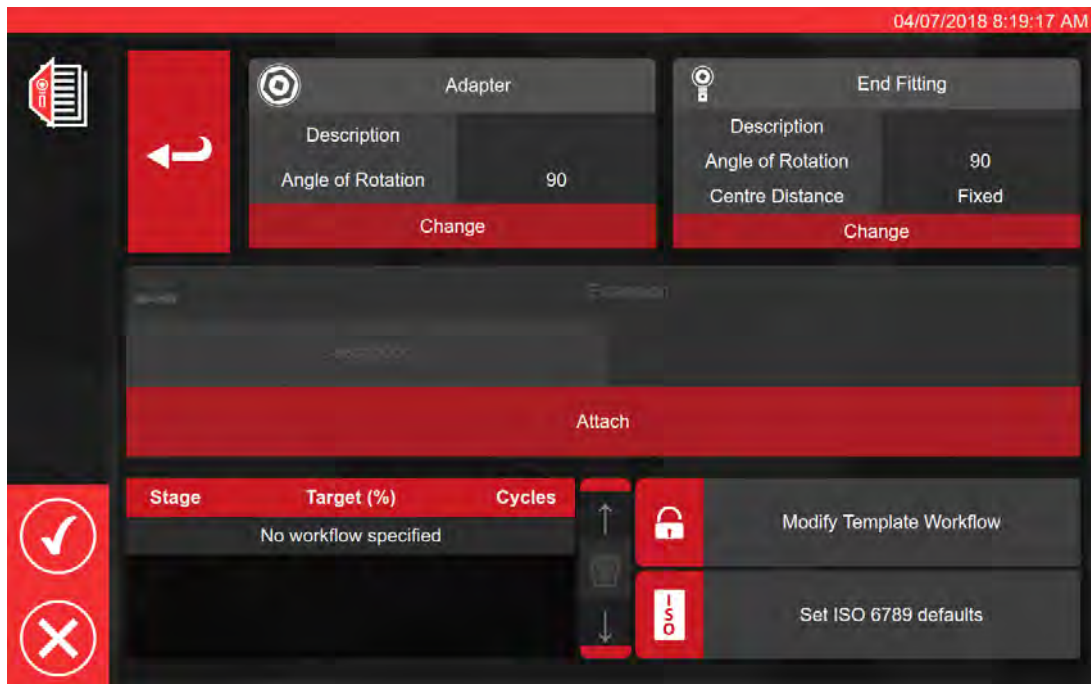 04/07/2018 8:19:17 AM
Adapter
Description
Angle of Rotation 90
Change
End Fitting
Description
Angle of Rotation 90
Centre Distance Fixed
Change
Attach
Stage Target (%) Cycles
No workflow specified
Modify Template Workflow
ISO
Set ISO 6789 defaults